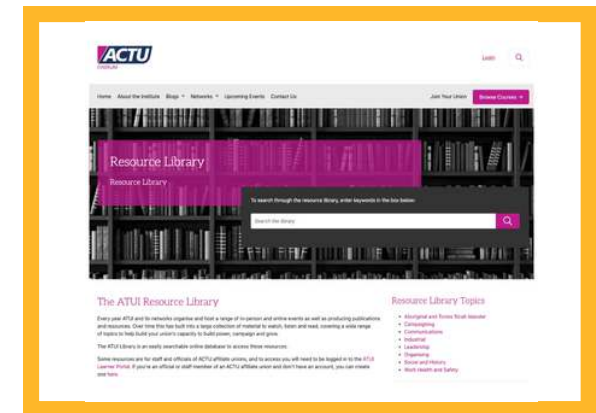 ACTU
Login
Home About the Institute Blogs Networks Upcoming Events Contact Us Join Your Union Browse Courses
Resource Library
Resource Library
To search through the resource library, enter keywords in the box below:
Search the library
The ATUI Resource Library
Every year ATUI and its networks organise and host a range of in-person and online events as well as producing publications
and resources. Over time this has built into a large collection of material to watch, listen and read, covering a wide range
of topics to help build your union's capacity to build power, campaign and grow.
The ATUI Library is an easily searchable online database to access these resources.
Some resources are for staff and officials of ACTU affiliate unions, and to access you will need to be logged in to the ATUI
Learner Portal. If you're an official or staff member of an ACTU affiliate union and don't have an account, you can create
one here.
Resource Library Topics
Aboriginal and Torres Strait Islander
Campaigning
Communications
Industrial
Leadership
Organising
Social and History
Work Health and Safety